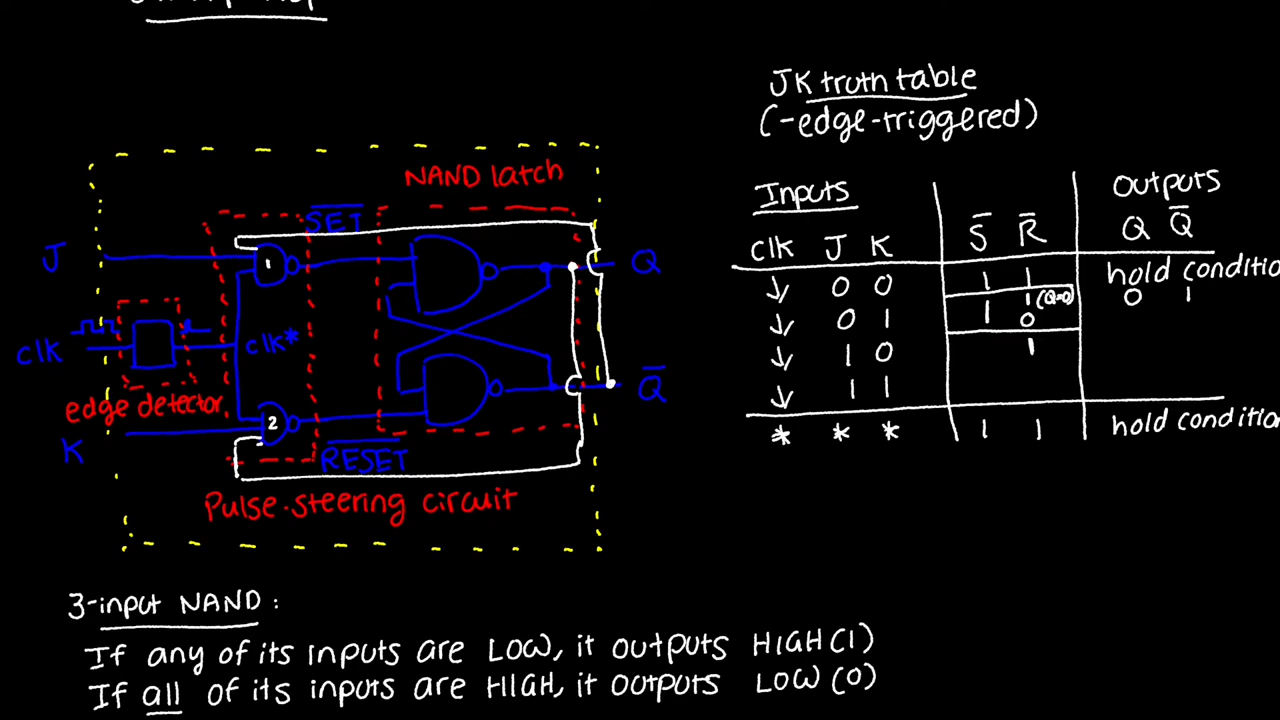 JK truth table
(-edge-triggered)
NAND latch
SET
J
1
Q
clk
clk*
edge detector
Q̅
2
K
RESET
Pulse-steering circuit
Inputs
Outputs
clk J K S̅ R̅ Q Q̅
↓ 0 0 1 1 hold conditio
↓ 0 1 1 1 (Q=0) 0 0 1
↓ 1 0 1
↓ 1 1
* * * 1 1 hold conditio
3-input NAND:
If any of its inputs are LOW, it outputs HIGH(1)
If all of its inputs are HIGH, it outputs LOW(0)